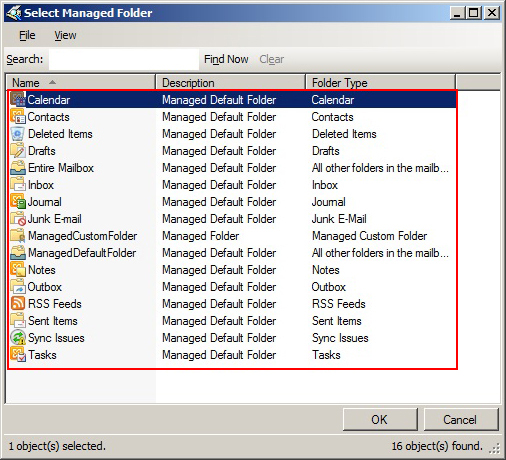 Select Managed Folder
File View
Search: Find Now Clear
Name Description Folder Type
Calendar Managed Default Folder Calendar
Contacts Managed Default Folder Contacts
Deleted Items Managed Default Folder Deleted Items
Drafts Managed Default Folder Drafts
Entire Mailbox Managed Default Folder All other folders in the mailb...
Inbox Managed Default Folder Inbox
Journal Managed Default Folder Journal
Junk E-mail Managed Default Folder Junk E-mail
ManagedCustomFolder Managed Folder Managed Custom Folder
ManagedDefaultFolder Managed Default Folder All other folders in the mailb...
Notes Managed Default Folder Notes
Outbox Managed Default Folder Outbox
RSS Feeds Managed Default Folder RSS Feeds
Sent Items Managed Default Folder Sent Items
Sync Issues Managed Default Folder Sync Issues
Tasks Managed Default Folder Tasks
OK Cancel
1 object(s) selected. 16 object(s) found.